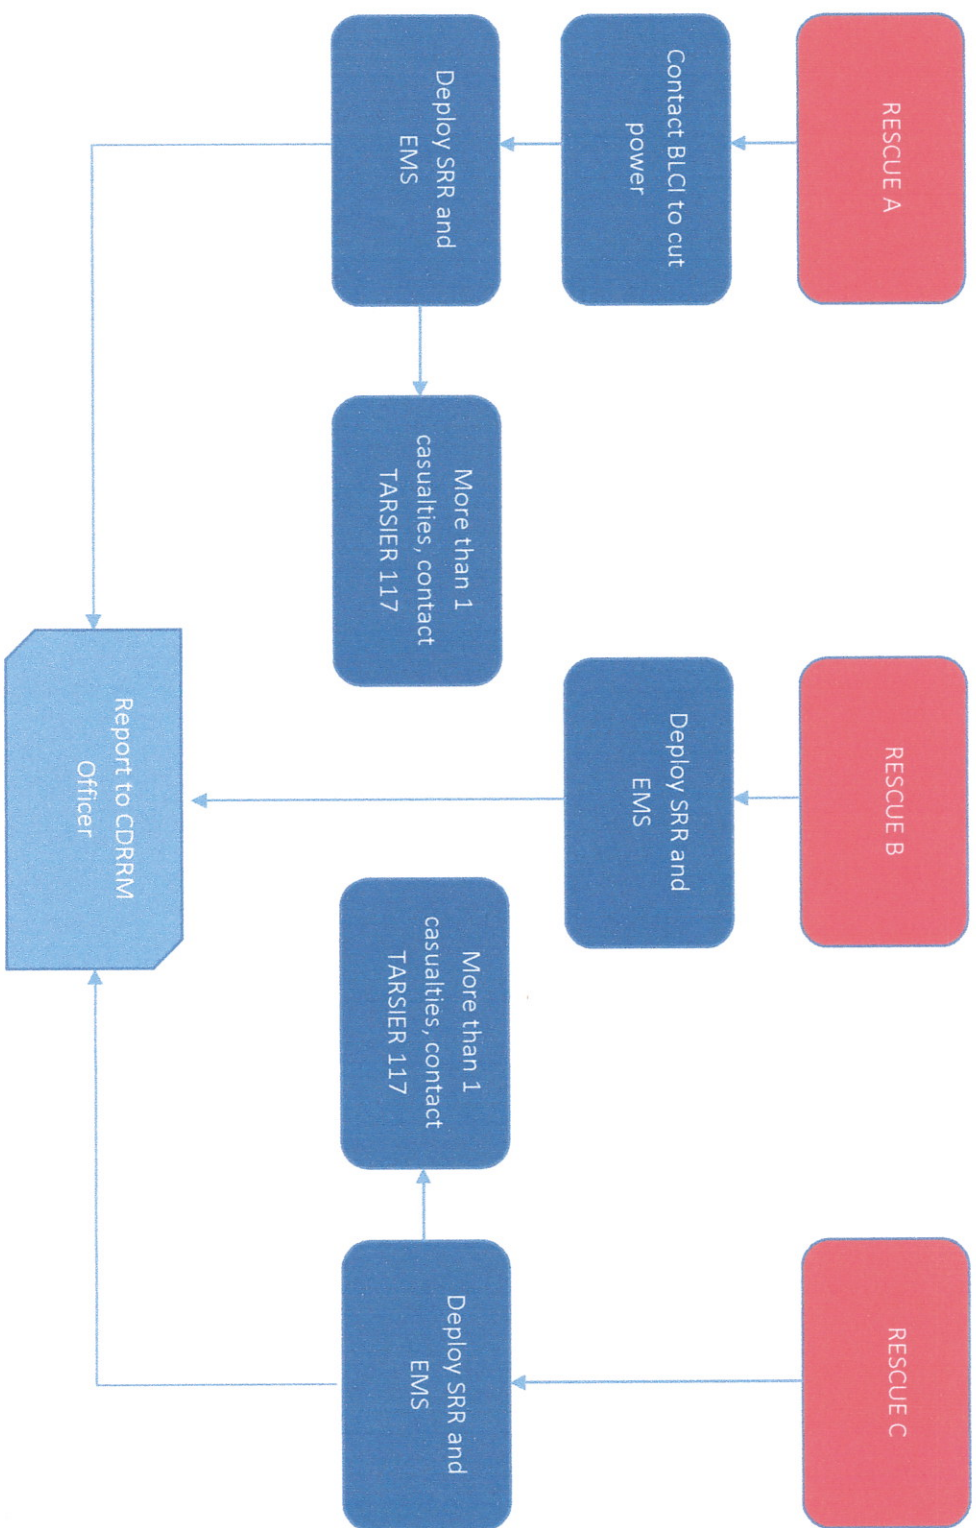 RESCUE A
RESCUE B
RESCUE C
Contact BLCI to cut
power
Deploy SRR and
EMS
Deploy SRR and
EMS
More than 1
casualties, contact
TARSIER 117
More than 1
casualties, contact
TARSIER 117
Deploy SRR and
EMS
Report to CDRRM
Officer